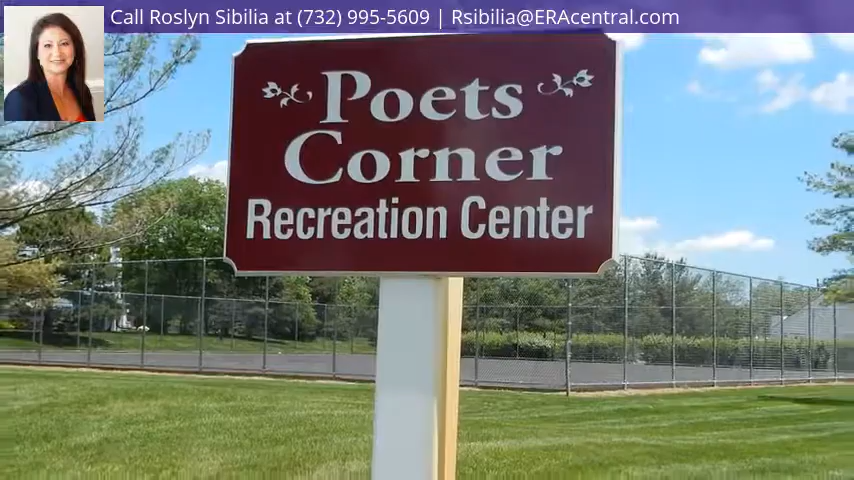 Call Roslyn Sibilia at (732) 995-5609 | Rsibilia@ERAcentral.com
Poets
Corner
Recreation Center